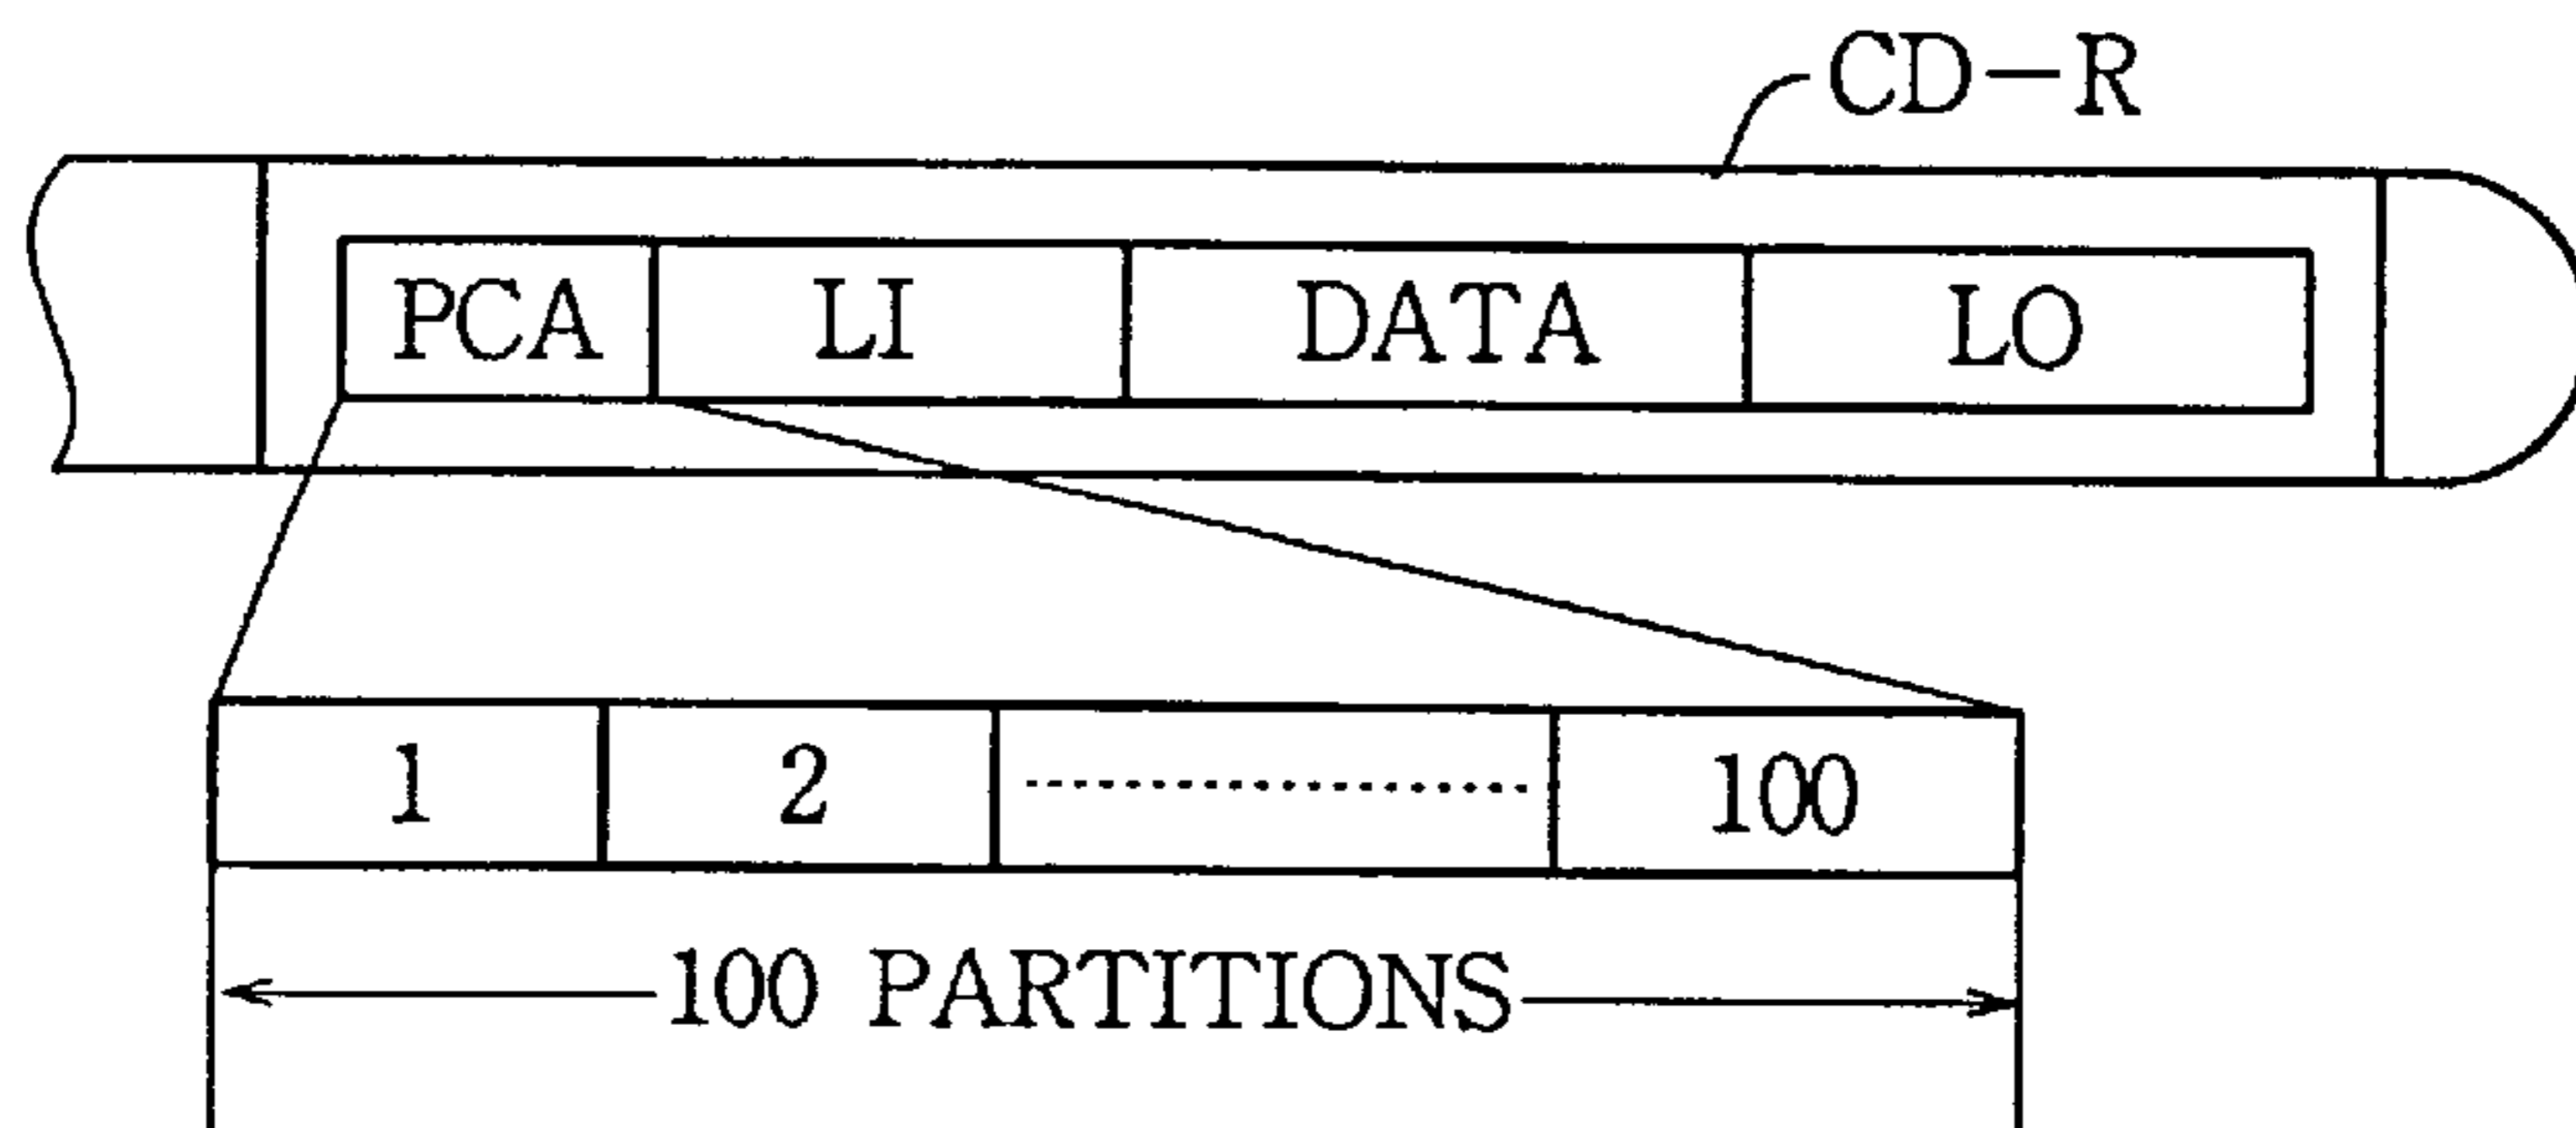 CD-R
PCA LI DATA LO
1 2 ………… 100
100 PARTITIONS